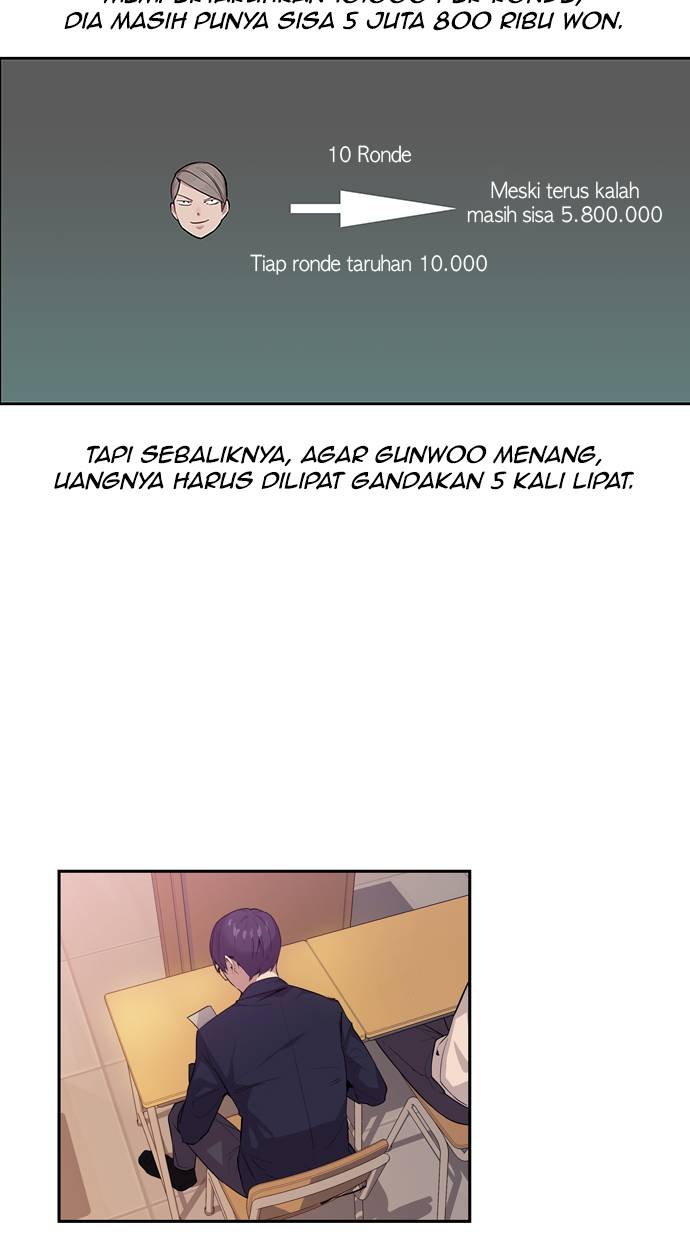 DIA MASIH PUNYA SISA 5 JUTA 800 RIBU WON.
10 Ronde
Meski terus kalah
masih sisa 5.800.000
Tiap ronde taruhan 10.000
TAPI SEBALIKNYA, AGAR GUNWOO MENANG,
UANGNYA HARUS DILIPAT GANDAKAN 5 KALI LIPAT.